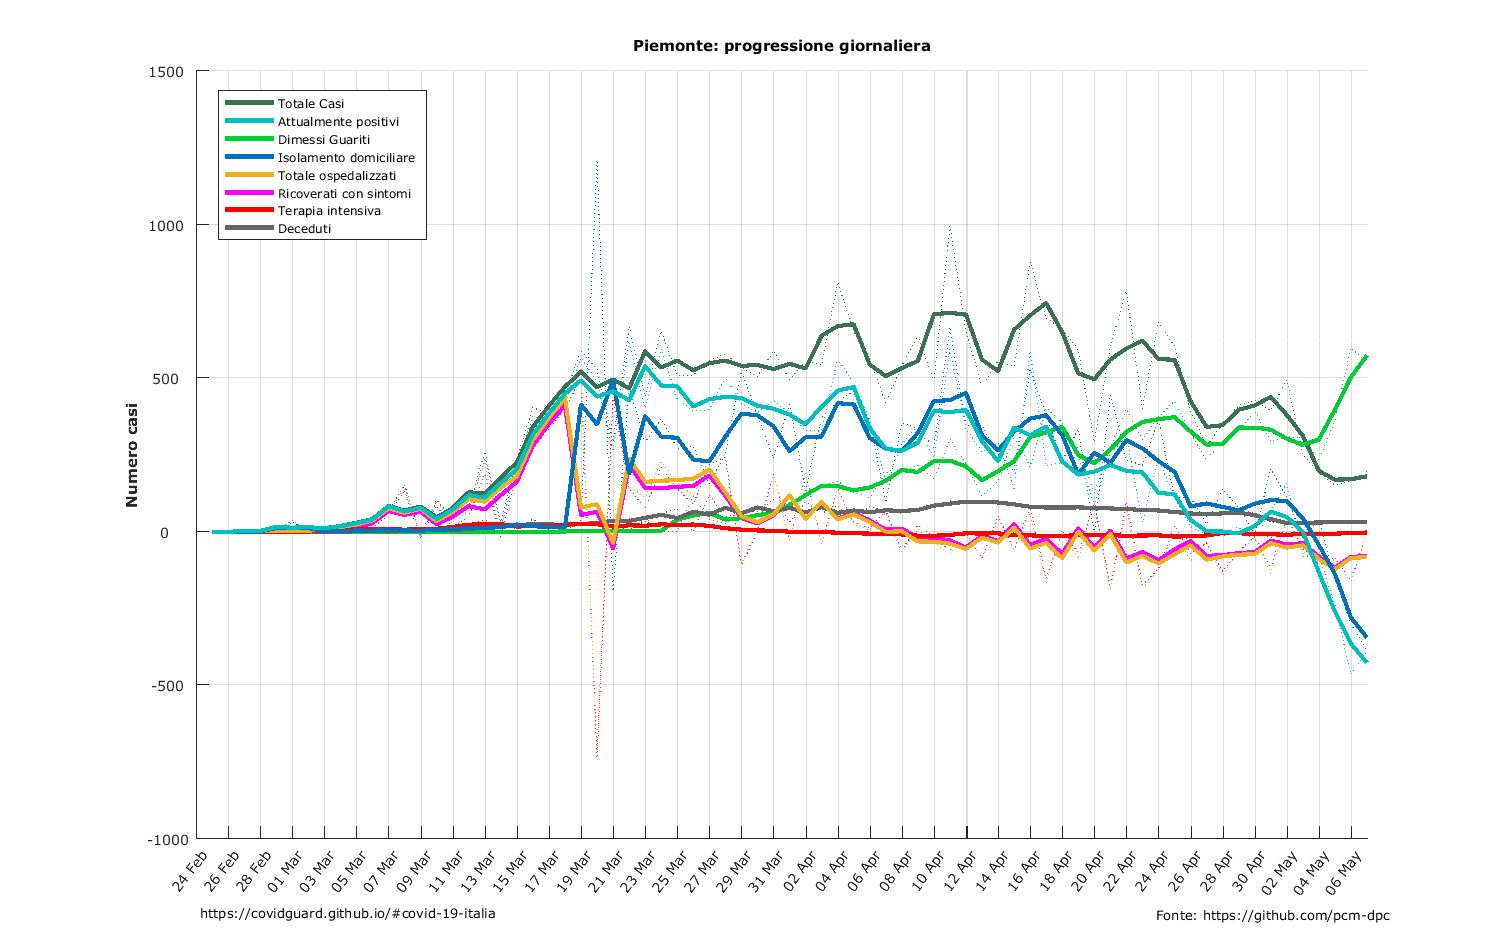 Piemonte: progressione giornaliera
Numero casi
1500
1000
500
0
-500
-1000
Totale Casi
Attualmente positivi
Dimessi Guariti
Isolamento domiciliare
Totale ospedalizzati
Ricoverati con sintomi
Terapia intensiva
Deceduti
24 Feb
26 Feb
28 Feb
01 Mar
03 Mar
05 Mar
07 Mar
09 Mar
11 Mar
13 Mar
15 Mar
17 Mar
19 Mar
21 Mar
23 Mar
25 Mar
27 Mar
29 Mar
31 Mar
02 Apr
04 Apr
06 Apr
08 Apr
10 Apr
12 Apr
14 Apr
16 Apr
18 Apr
20 Apr
22 Apr
24 Apr
26 Apr
28 Apr
30 Apr
02 May
04 May
06 May
https://covidguard.github.io/#covid-19-italia
Fonte: https://github.com/pcm-dpc